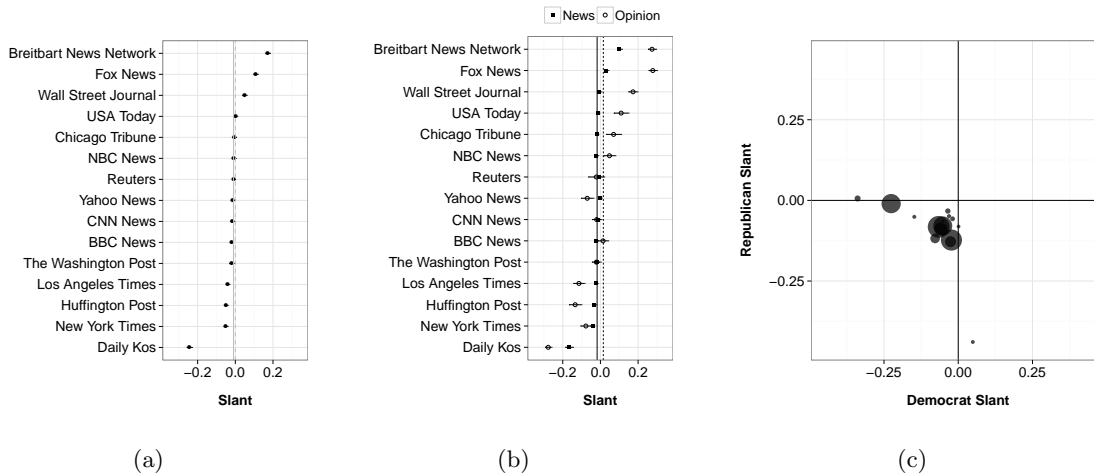 Breitbart News Network
Fox News
Wall Street Journal
USA Today
Chicago Tribune
NBC News
Reuters
Yahoo News
CNN News
BBC News
The Washington Post
Los Angeles Times
Huffington Post
New York Times
Daily Kos
−0.2 0.0 0.2
Slant
(a)
News Opinion
Breitbart News Network
Fox News
Wall Street Journal
USA Today
Chicago Tribune
NBC News
Reuters
Yahoo News
CNN News
BBC News
The Washington Post
Los Angeles Times
Huffington Post
New York Times
Daily Kos
−0.2 0.0 0.2
Slant
(b)
Republican Slant
0.25
0.00
−0.25
−0.25 0.00 0.25
Democrat Slant
(c)